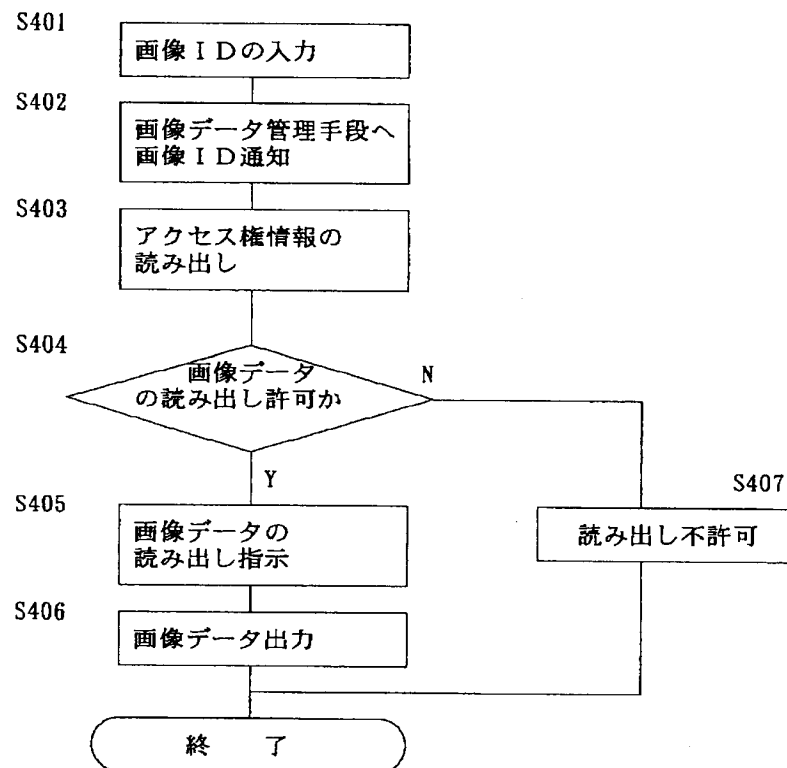 S401
画像ＩＤの入力
S402
画像データ管理手段へ
画像ＩＤ通知
S403
アクセス権情報の
読み出し
S404
画像データ
の読み出し許可か
N
Y
S405
画像データの
読み出し指示
S407
読み出し不許可
S406
画像データ出力
終　了